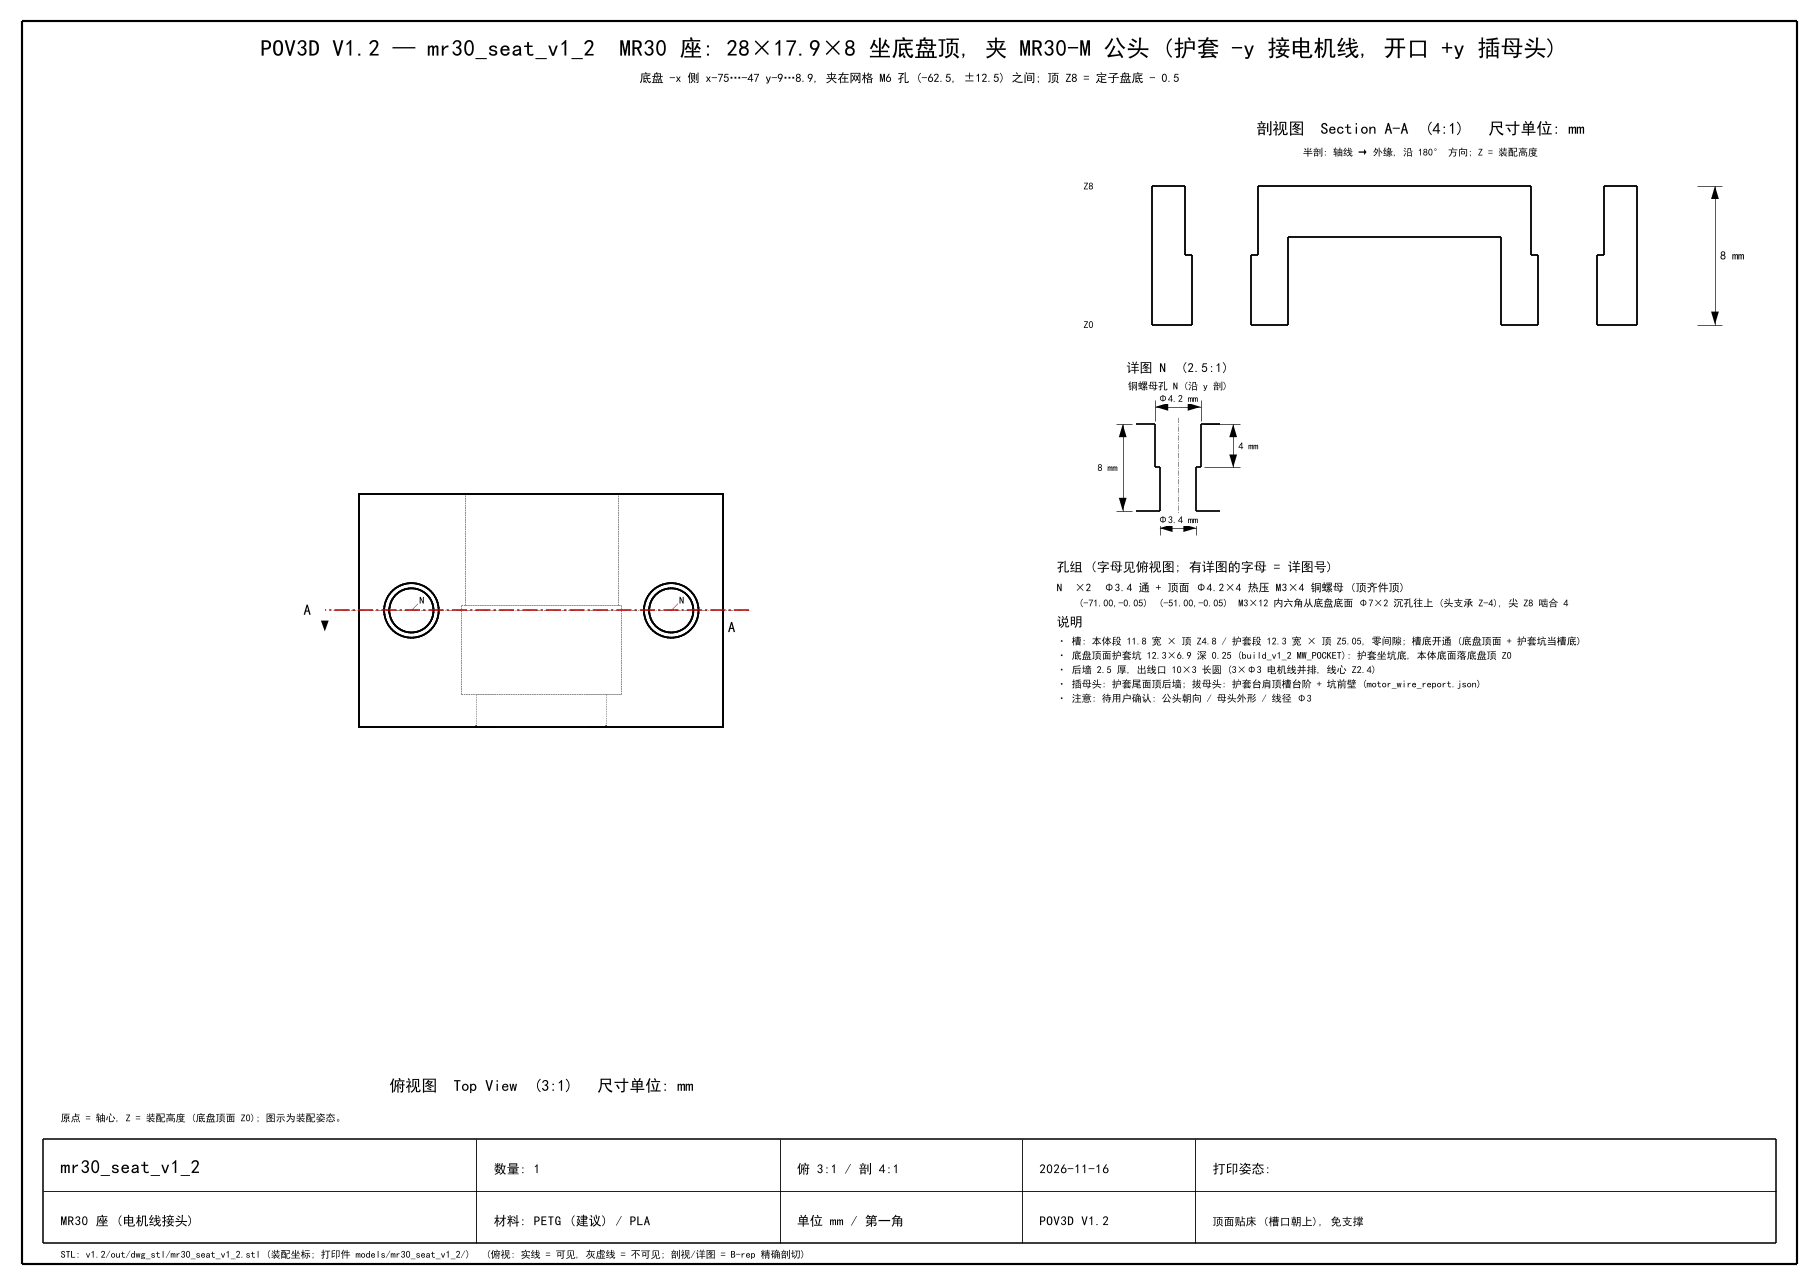 POV3D V1.2 — mr30_seat_v1_2  MR30 座: 28×17.9×8 坐底盘顶, 夹 MR30-M 公头 (护套 -y 接电机线, 开口 +y 插母头)
底盘 -x 侧 x-75…-47 y-9…8.9, 夹在网格 M6 孔 (-62.5, ±12.5) 之间; 顶 Z8 = 定子盘底 - 0.5
剖视图  Section A-A  (4:1)  尺寸单位: mm
半剖: 轴线 → 外缘, 沿 180° 方向; Z = 装配高度
Z8
8 mm
Z0
详图 N  (2.5:1)
铜螺母孔 N (沿 y 剖)
Φ4.2 mm
4 mm
8 mm
Φ3.4 mm
孔组 (字母见俯视图; 有详图的字母 = 详图号)
N  ×2  Φ3.4 通 + 顶面 Φ4.2×4 热压 M3×4 铜螺母 (顶齐件顶)
(-71.00,-0.05)  (-51.00,-0.05)  M3×12 内六角从底盘底面 Φ7×2 沉孔往上 (头支承 Z-4), 尖 Z8 啮合 4
说明
· 槽: 本体段 11.8 宽 × 顶 Z4.8 / 护套段 12.3 宽 × 顶 Z5.05, 零间隙; 槽底开通 (底盘顶面 + 护套坑当槽底)
· 底盘顶面护套坑 12.3×6.9 深 0.25 (build_v1_2 MW_POCKET): 护套坐坑底, 本体底面落底盘顶 Z0
· 后墙 2.5 厚, 出线口 10×3 长圆 (3×Φ3 电机线并排, 线心 Z2.4)
· 插母头: 护套尾面顶后墙; 拔母头: 护套台肩顶槽台阶 + 坑前壁 (motor_wire_report.json)
· 注意: 待用户确认: 公头朝向 / 母头外形 / 线径 Φ3
N
N
A
A
俯视图  Top View  (3:1)  尺寸单位: mm
原点 = 轴心, Z = 装配高度 (底盘顶面 Z0); 图示为装配姿态。
mr30_seat_v1_2
数量: 1
俯 3:1 / 剖 4:1
2026-11-16
打印姿态:
MR30 座 (电机线接头)
材料: PETG (建议) / PLA
单位 mm / 第一角
POV3D V1.2
顶面贴床 (槽口朝上), 免支撑
STL: v1.2/out/dwg_stl/mr30_seat_v1_2.stl (装配坐标; 打印件 models/mr30_seat_v1_2/)  (俯视: 实线 = 可见, 灰虚线 = 不可见; 剖视/详图 = B-rep 精确剖切)